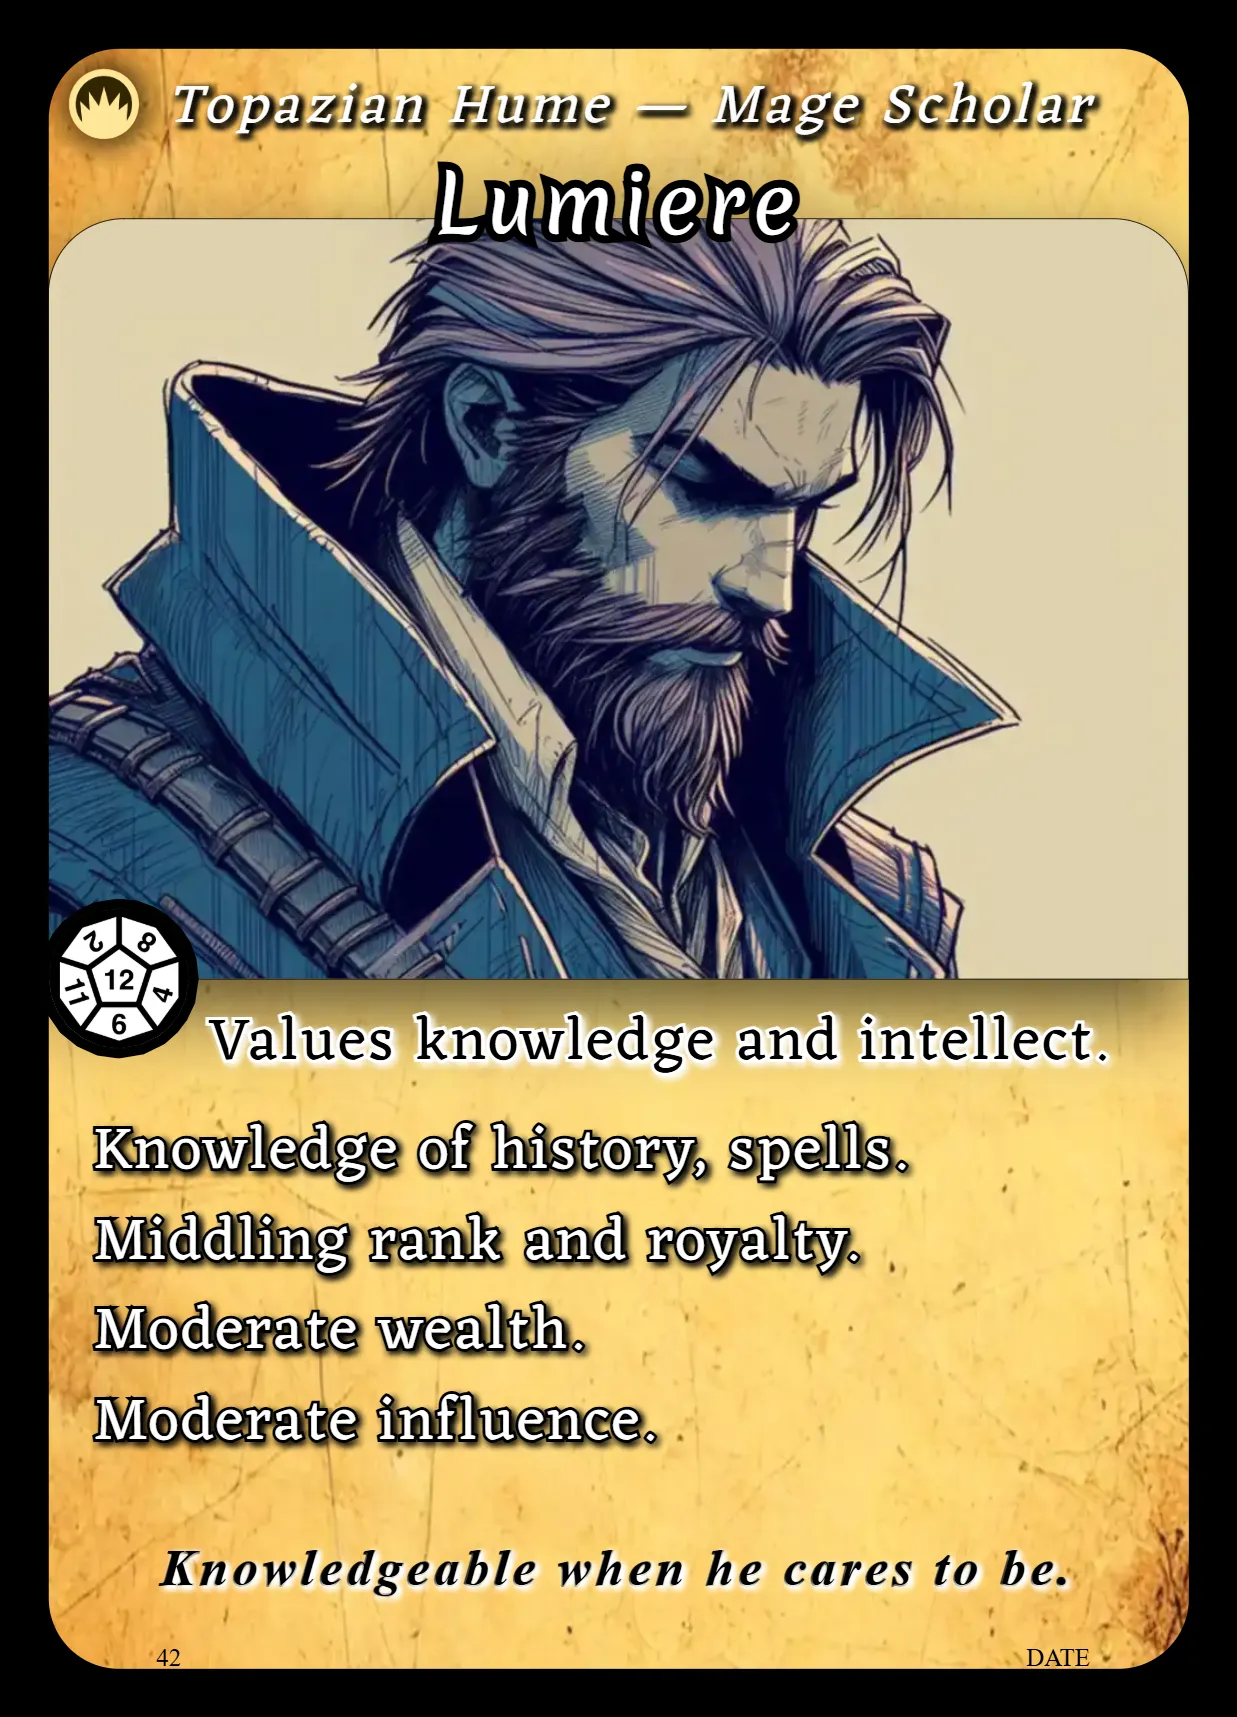 Topazian Hume — Mage Scholar
Lumiere
2 8
11 12 4
6
Values knowledge and intellect.
Knowledge of history, spells.
Middling rank and royalty.
Moderate wealth.
Moderate influence.
Knowledgeable when he cares to be.
42 DATE